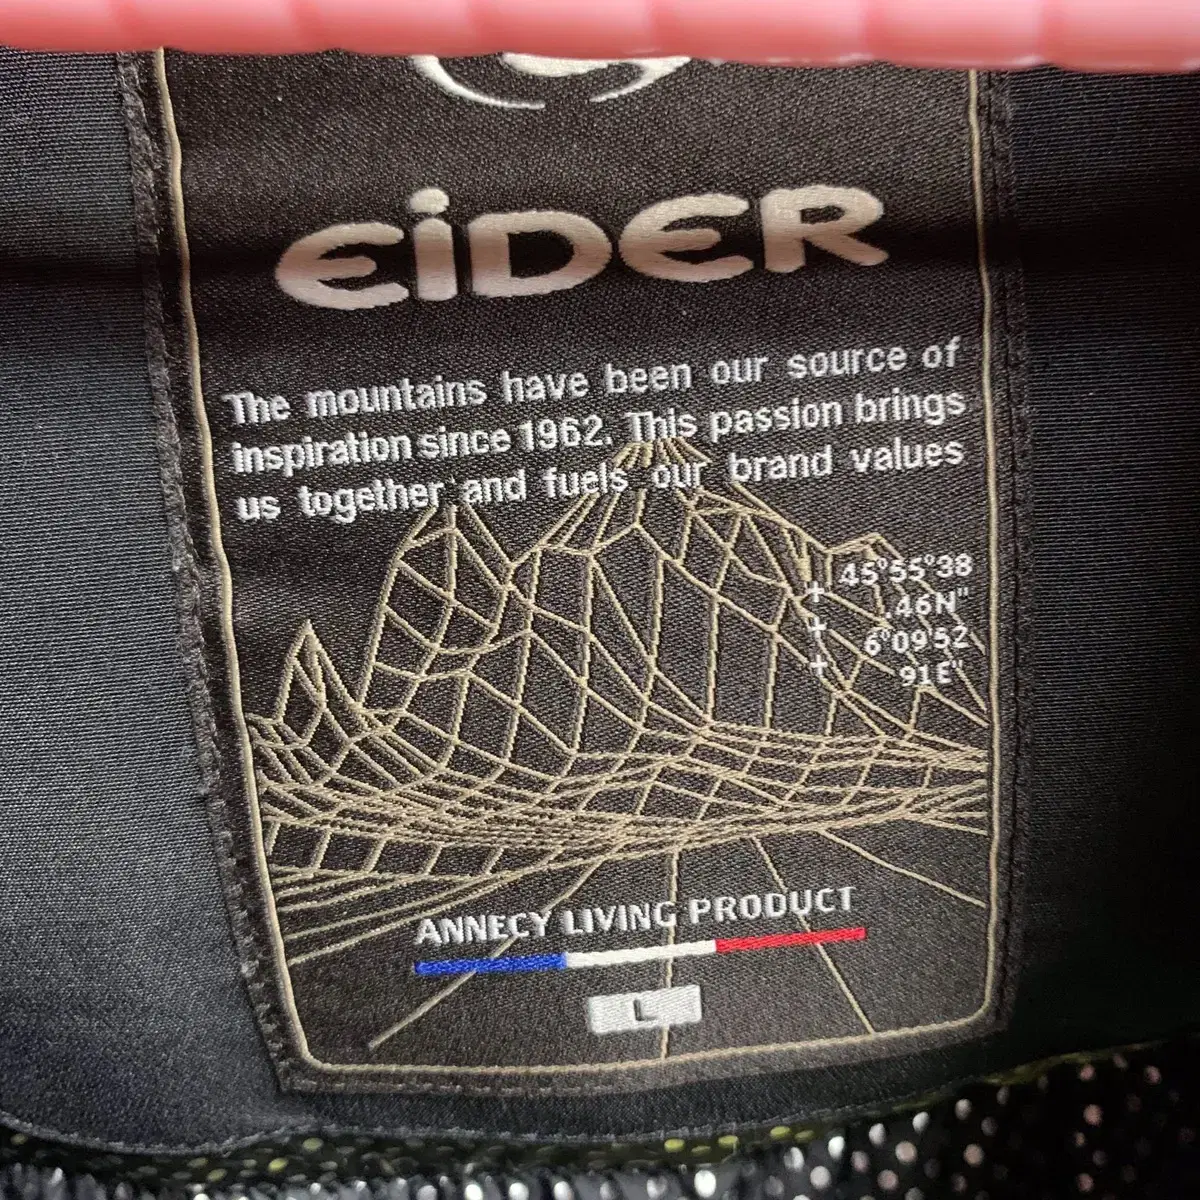 EiDER
The mountains have been our source of
inspiration since 1962. This passion brings
us together and fuels our brand values
45°55°38
.46N"
6°09'52
91E"
ANNECY LIVING PRODUCT
L